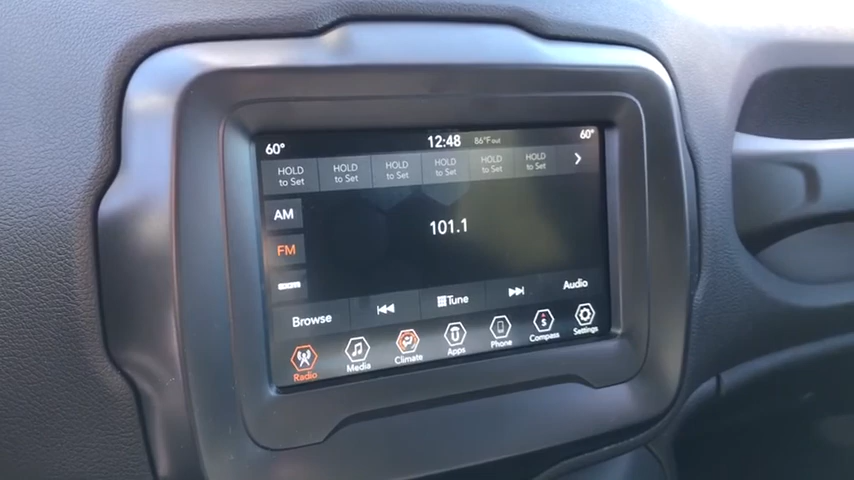 60° 12:48 86°F out 60°
HOLD to Set HOLD to Set HOLD to Set HOLD to Set HOLD to Set HOLD to Set >
AM
101.1
FM
Browse Tune Audio
Radio Media Climate Apps Phone Compass Settings